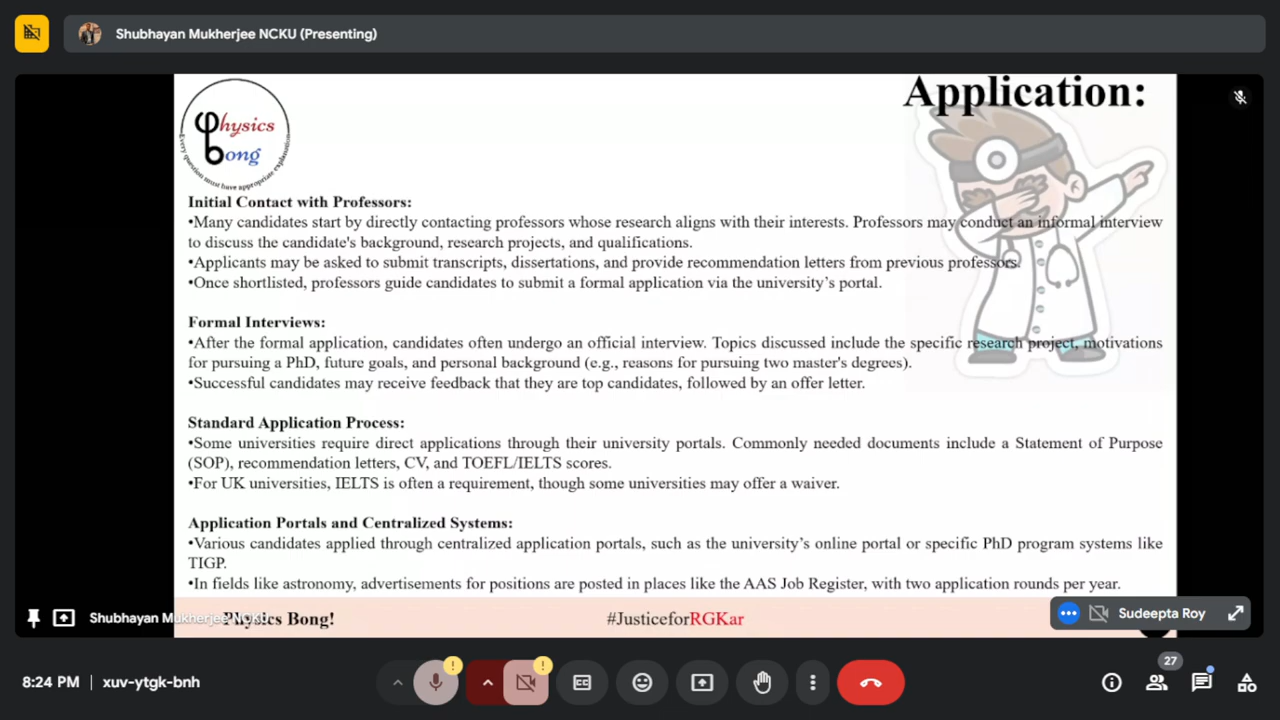 Shubhayan Mukherjee NCKU (Presenting)
Application:
φhysics
bong
Every question must have appropriate explanation
Initial Contact with Professors:
•Many candidates start by directly contacting professors whose research aligns with their interests. Professors may conduct an informal interview
to discuss the candidate's background, research projects, and qualifications.
•Applicants may be asked to submit transcripts, dissertations, and provide recommendation letters from previous professors.
•Once shortlisted, professors guide candidates to submit a formal application via the university’s portal.
Formal Interviews:
•After the formal application, candidates often undergo an official interview. Topics discussed include the specific research project, motivations
for pursuing a PhD, future goals, and personal background (e.g., reasons for pursuing two master's degrees).
•Successful candidates may receive feedback that they are top candidates, followed by an offer letter.
Standard Application Process:
•Some universities require direct applications through their university portals. Commonly needed documents include a Statement of Purpose
(SOP), recommendation letters, CV, and TOEFL/IELTS scores.
•For UK universities, IELTS is often a requirement, though some universities may offer a waiver.
Application Portals and Centralized Systems:
•Various candidates applied through centralized application portals, such as the university’s online portal or specific PhD program systems like
TIGP.
•In fields like astronomy, advertisements for positions are posted in places like the AAS Job Register, with two application rounds per year.
Shubhayan Mukherjee NCKU
Physics Bong!
#JusticeforRGKar
Sudeepta Roy
8:24 PM | xuv-ytgk-bnh
27